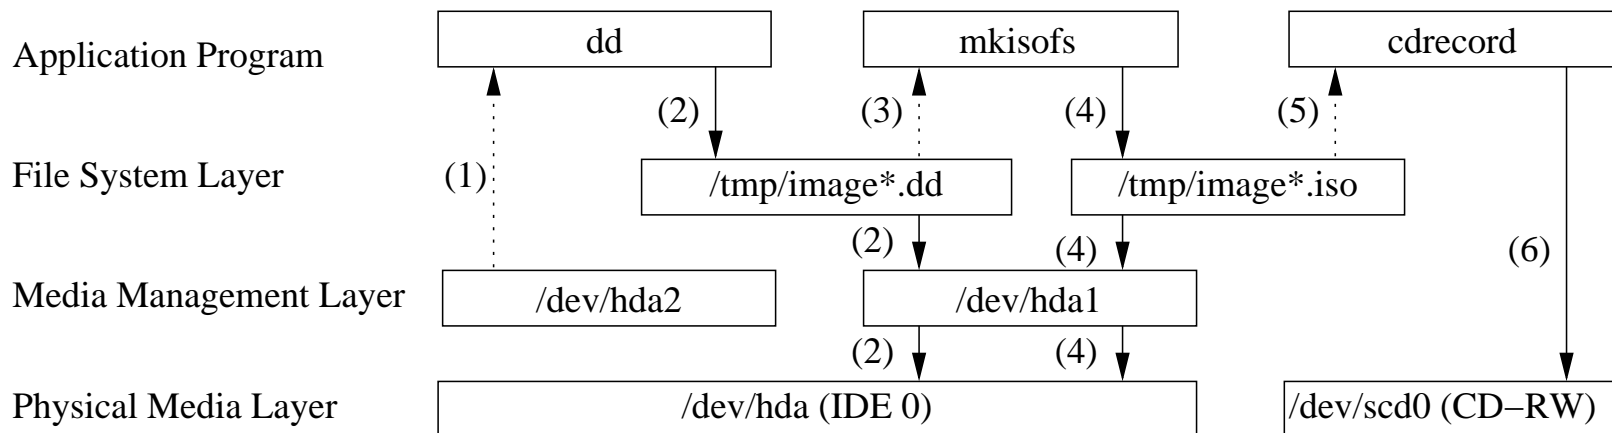 Application Program
dd
mkisofs
cdrecord
(2)
(3)
(4)
(5)
File System Layer
(1)
/tmp/image*.dd
/tmp/image*.iso
(2)
(4)
(6)
Media Management Layer
/dev/hda2
/dev/hda1
(2)
(4)
Physical Media Layer
/dev/hda (IDE 0)
/dev/scd0 (CD−RW)